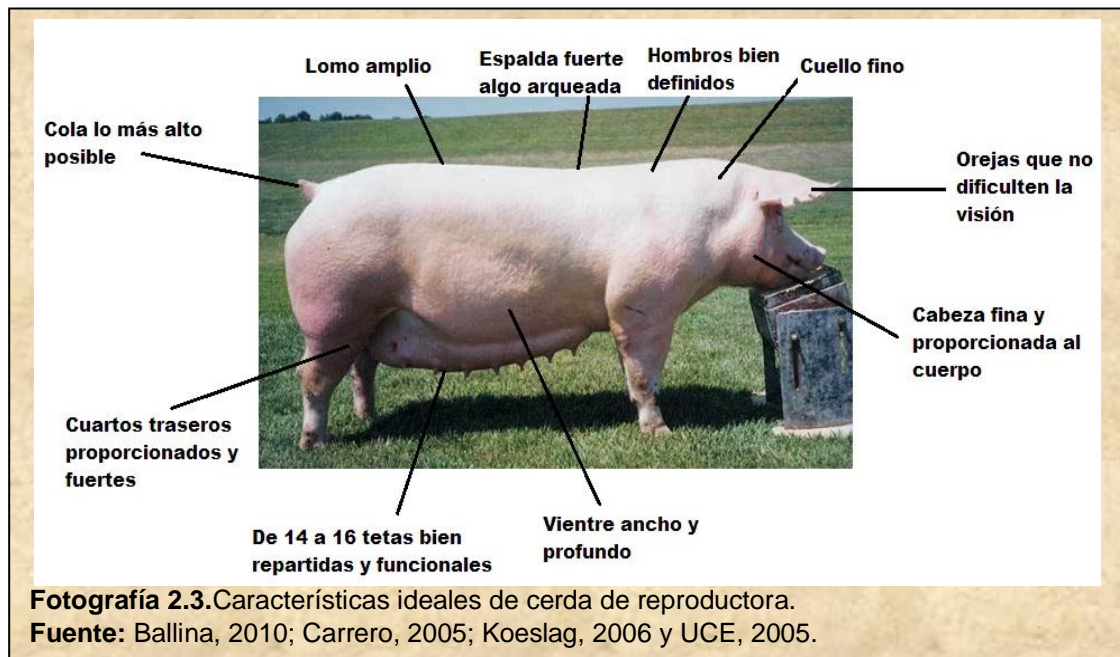 Lomo amplio
Espalda fuerte
algo arqueada
Hombros bien
definidos
Cuello fino
Cola lo más alto
posible
Orejas que no
dificulten la
visión
Cabeza fina y
proporcionada al
cuerpo
Cuartos traseros
proporcionados y
fuertes
De 14 a 16 tetas bien
repartidas y funcionales
Vientre ancho y
profundo
Fotografía 2.3.Características ideales de cerda de reproductora.
Fuente: Ballina, 2010; Carrero, 2005; Koeslag, 2006 y UCE, 2005.